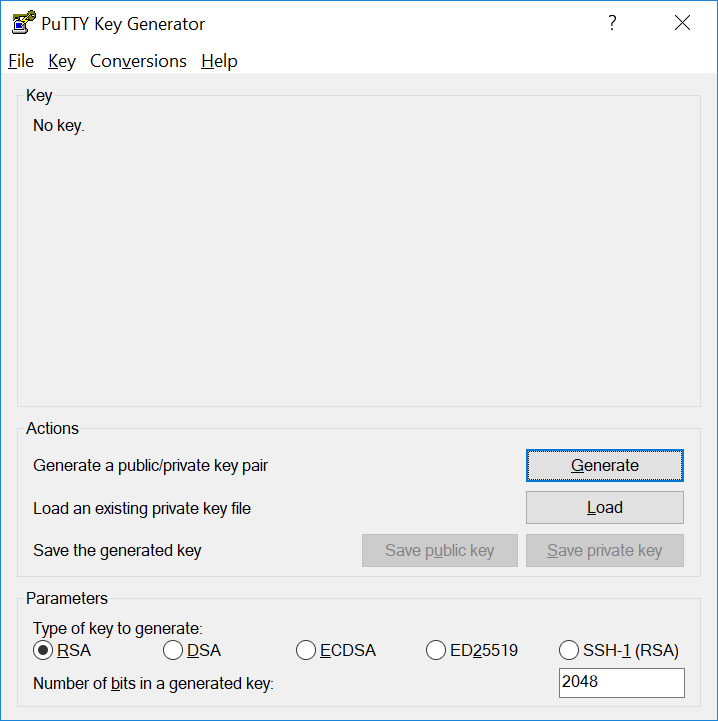 PuTTY Key Generator ?
File Key Conversions Help
Key
No key.
Actions
Generate a public/private key pair Generate
Load an existing private key file Load
Save the generated key Save public key Save private key
Parameters
Type of key to generate:
RSA DSA ECDSA ED25519 SSH-1 (RSA)
Number of bits in a generated key: 2048